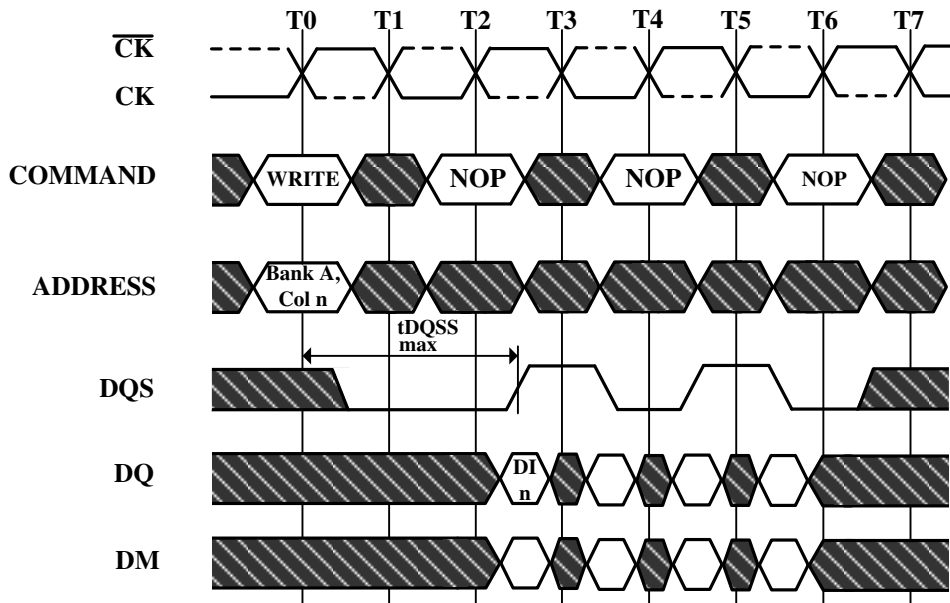 T0 T1 T2 T3 T4 T5 T6 T7
CK
CK
COMMAND WRITE NOP NOP NOP
ADDRESS Bank A,
Col n
tDQSS
max
DQS
DQ DI
n
DM